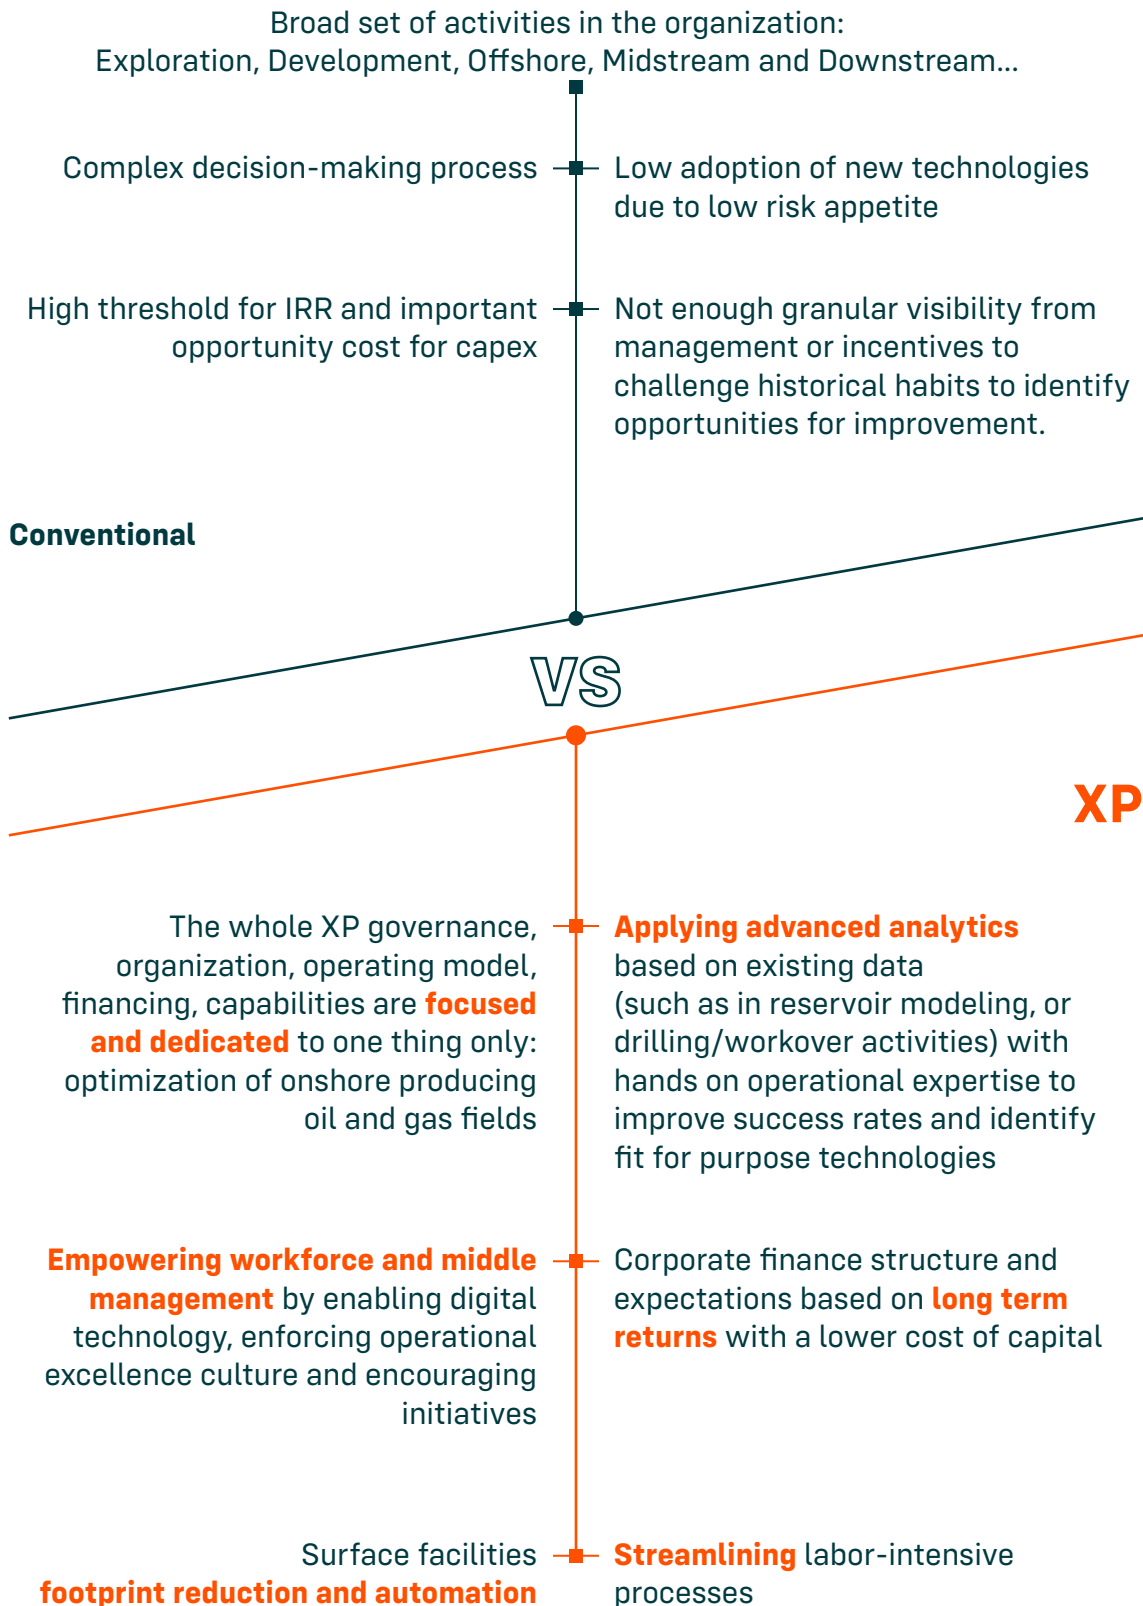 Broad set of activities in the organization:
Exploration, Development, Offshore, Midstream and Downstream...
Complex decision-making process
Low adoption of new technologies
due to low risk appetite
High threshold for IRR and important
opportunity cost for capex
Not enough granular visibility from
management or incentives to
challenge historical habits to identify
opportunities for improvement.
Conventional
VS
XP
The whole XP governance,
organization, operating model,
financing, capabilities are focused
and dedicated to one thing only:
optimization of onshore producing
oil and gas fields
Applying advanced analytics
based on existing data
(such as in reservoir modeling, or
drilling/workover activities) with
hands on operational expertise to
improve success rates and identify
fit for purpose technologies
Empowering workforce and middle
management by enabling digital
technology, enforcing operational
excellence culture and encouraging
initiatives
Corporate finance structure and
expectations based on long term
returns with a lower cost of capital
Surface facilities
footprint reduction and automation
Streamlining labor-intensive
processes